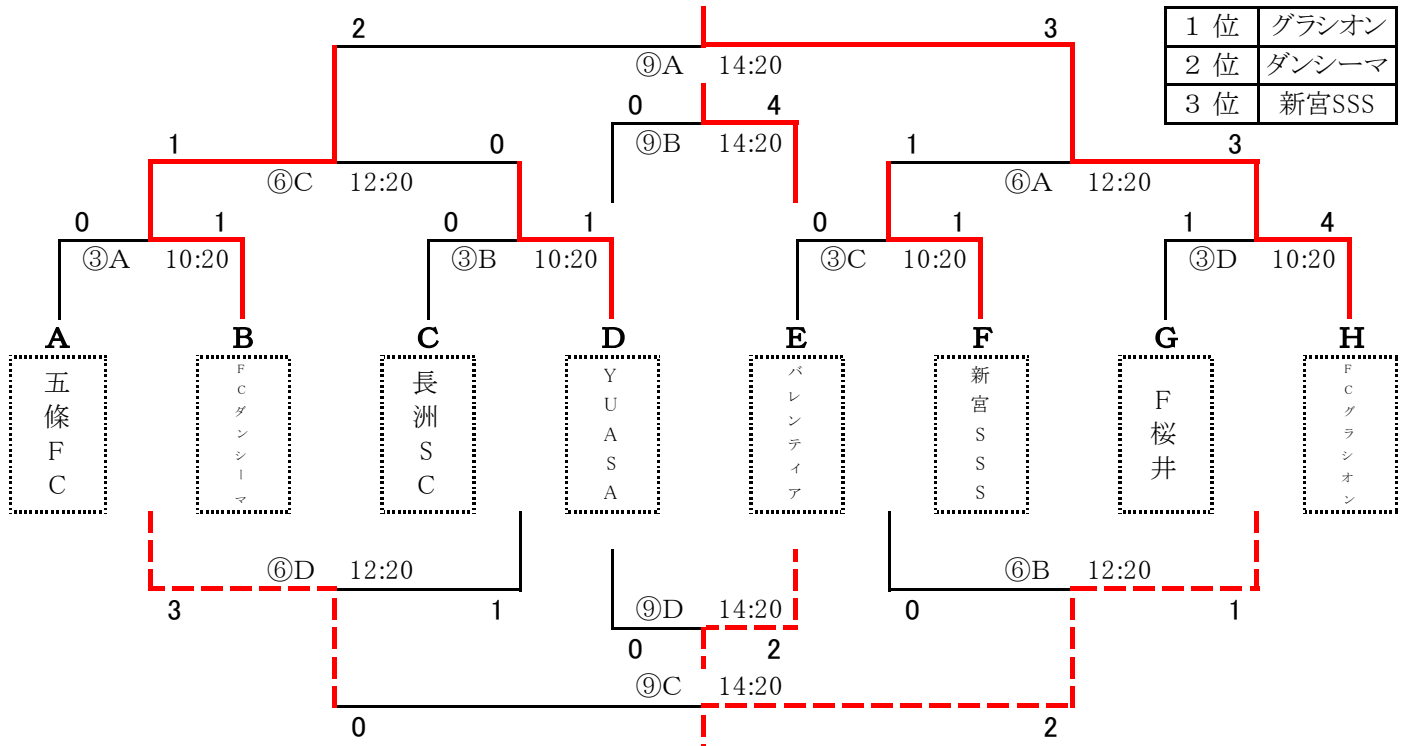 2 3
⑨A 14:20
1 位 グラシオン
2 位 ダンシーマ
3 位 新宮SSS
0 4
⑨B 14:20
1 0 1 3
⑥C 12:20 ⑥A 12:20
0 1 0 1 0 1 1 4
③A 10:20 ③B 10:20 ③C 10:20 ③D 10:20
A B C D E F G H
五條FC
FCダンシーマ
長洲SC
YUASA
バレンティア
新宮SSS
F桜井
FCグラシオン
⑥D 12:20 ⑥B 12:20
3 1 0 1
⑨D 14:20
0 2
⑨C 14:20
0 2